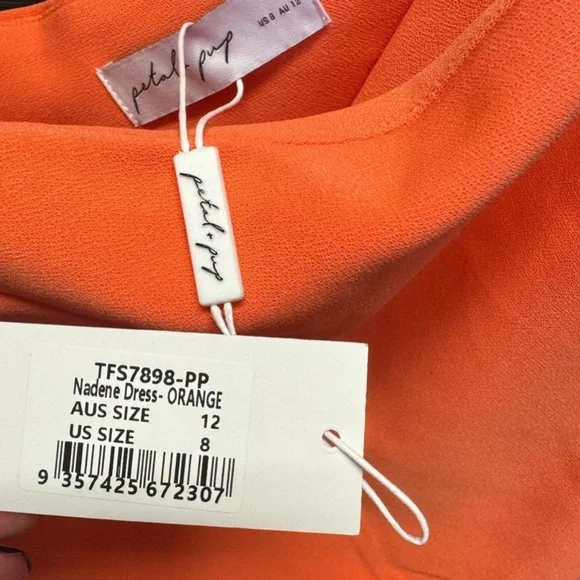 petal + pup
US 8 AU 12
petal + pup
TFS7898-PP
Nadene Dress- ORANGE
AUS SIZE 12
US SIZE 8
9 357425 672307